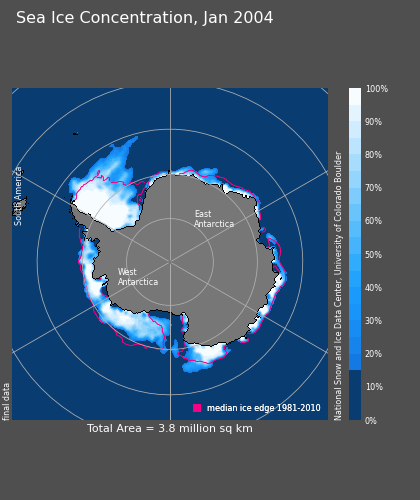 Sea Ice Concentration, Jan 2004
South America
East
Antarctica
West
Antarctica
100%
90%
80%
70%
60%
50%
40%
30%
20%
10%
0%
National Snow and Ice Data Center, University of Colorado Boulder
final data
median ice edge 1981-2010
Total Area = 3.8 million sq km